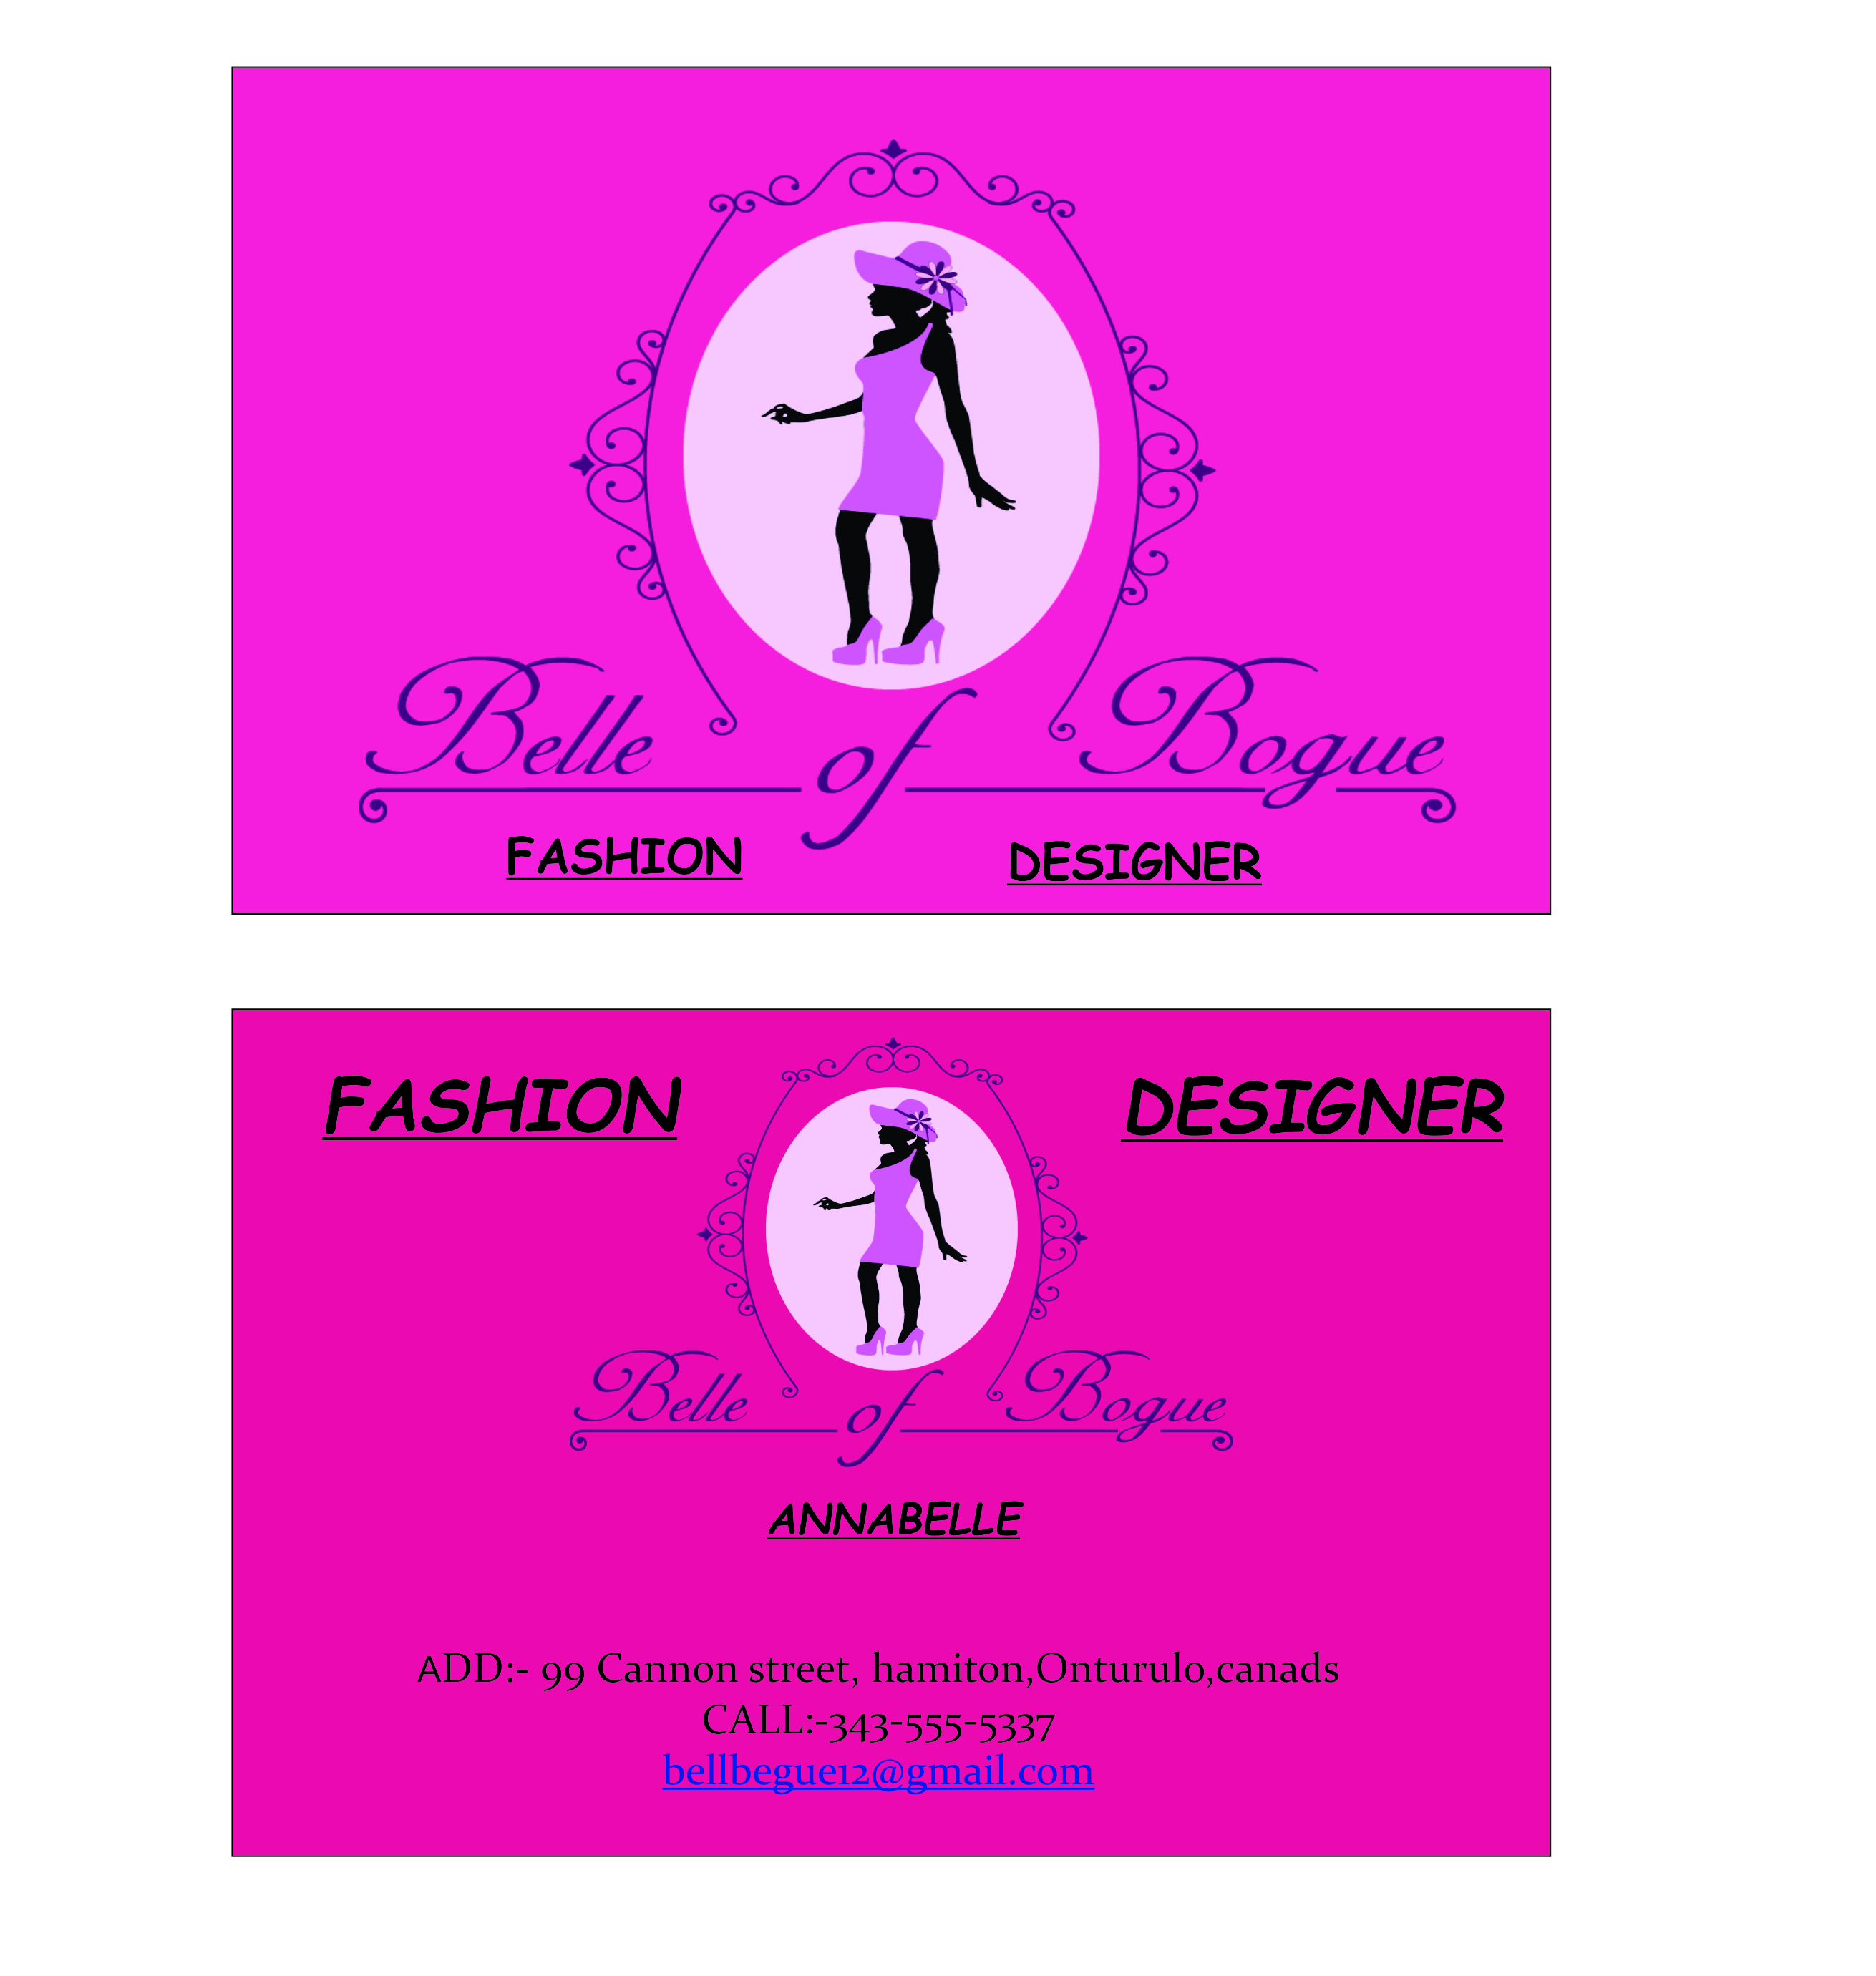 Belle of Bogue
FASHION DESIGNER
FASHION DESIGNER
Belle of Bogue
ANNABELLE
ADD:- 99 Cannon street, hamiton,Onturulo,canads
CALL:-343-555-5337
bellbegue12@gmail.com